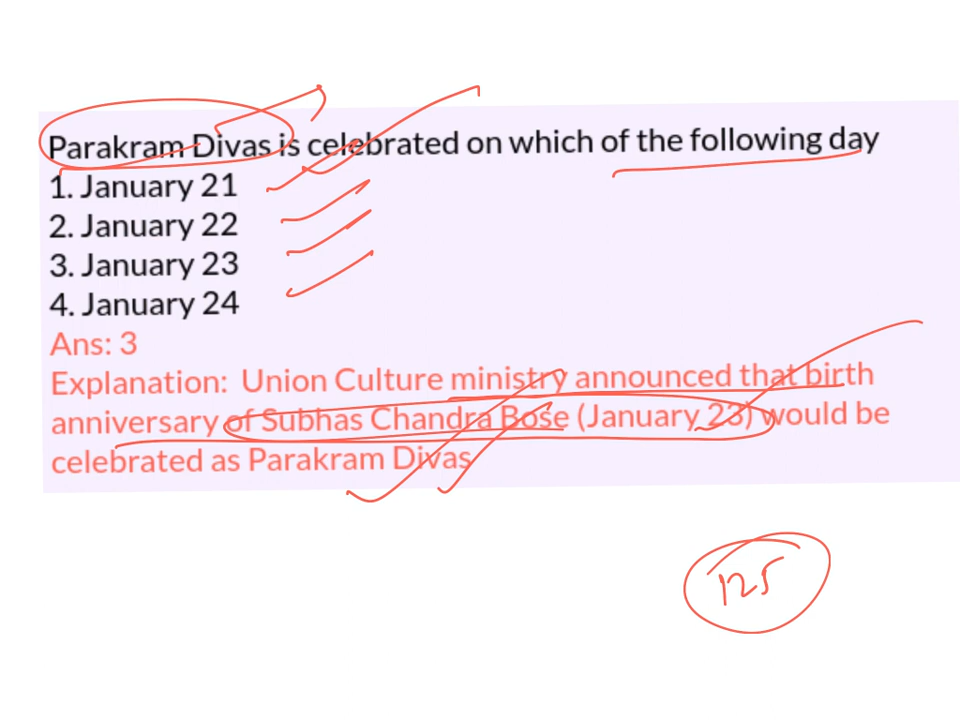 Parakram Divas is celebrated on which of the following day
1. January 21
2. January 22
3. January 23
4. January 24
Ans: 3
Explanation: Union Culture ministry announced that birth
anniversary of Subhas Chandra Bose (January 23) would be
celebrated as Parakram Divas
125